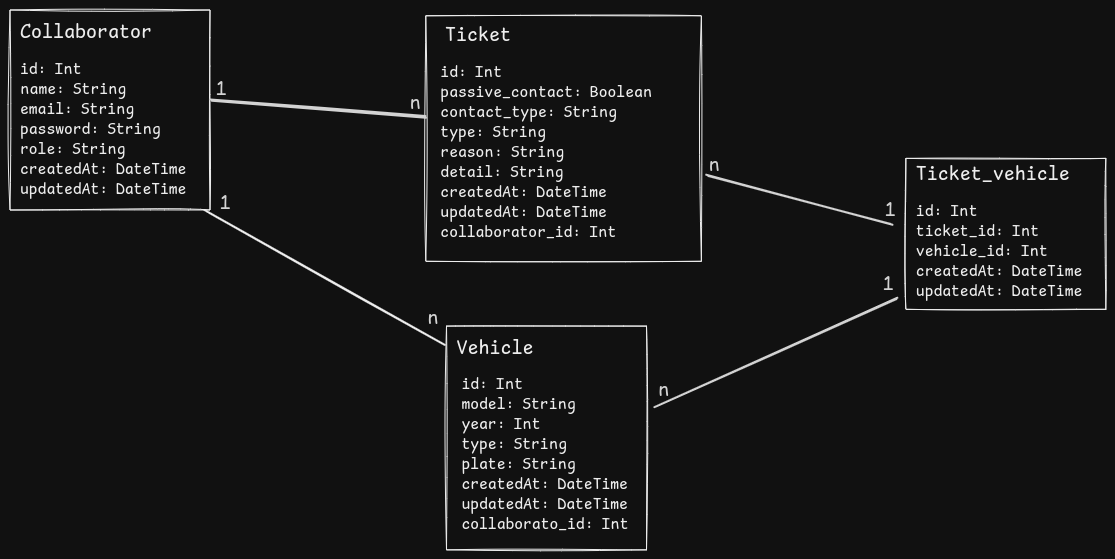 Collaborator
id: Int
name: String
email: String
password: String
role: String
createdAt: DateTime
updatedAt: DateTime
1
n
Ticket
id: Int
passive_contact: Boolean
contact_type: String
type: String
reason: String
detail: String
createdAt: DateTime
updatedAt: DateTime
collaborator_id: Int
n
1
Ticket_vehicle
id: Int
ticket_id: Int
vehicle_id: Int
createdAt: DateTime
updatedAt: DateTime
1
n
1
n
Vehicle
id: Int
model: String
year: Int
type: String
plate: String
createdAt: DateTime
updatedAt: DateTime
collaborato_id: Int